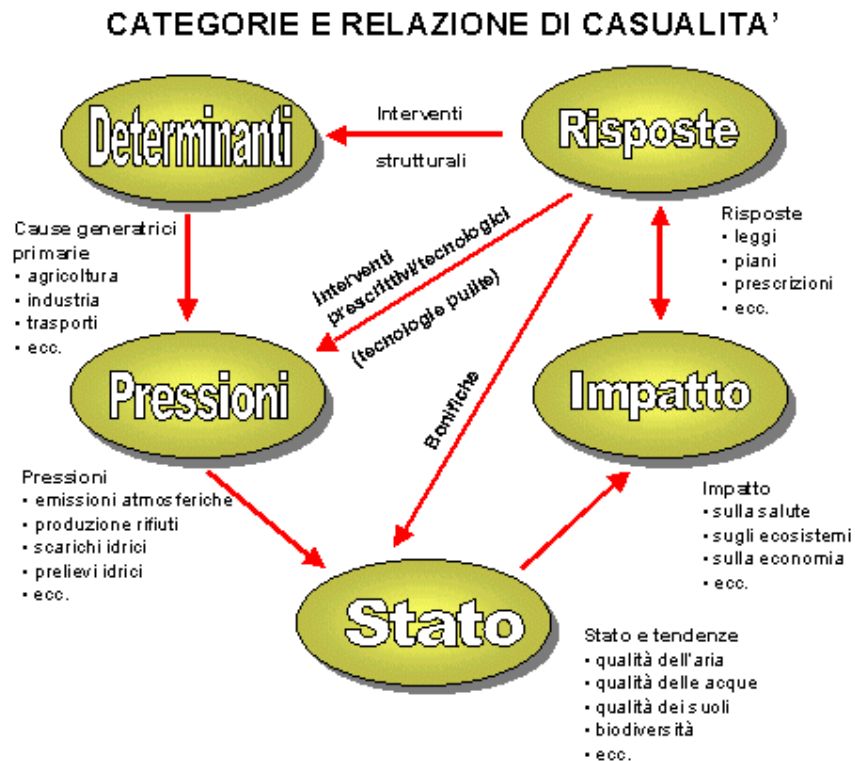 CATEGORIE E RELAZIONE DI CASUALITA'
Determinanti
Interventi
strutturali
Risposte
Cause generatrici
primarie
• agricoltura
• industria
• trasporti
• ecc.
Interventi
prescrittivi/tecnologici
(tecnologie pulite)
Risposte
• leggi
• piani
• prescrizioni
• ecc.
Pressioni
Bonifiche
Impatto
Pressioni
• emissioni atmosferiche
• produzione rifiuti
• scarichi idrici
• prelievi idrici
• ecc.
Impatto
• sulla salute
• sugli ecosistemi
• sulla economia
• ecc.
Stato
Stato e tendenze
• qualità dell'aria
• qualità delle acque
• qualità dei suoli
• biodiversità
• ecc.